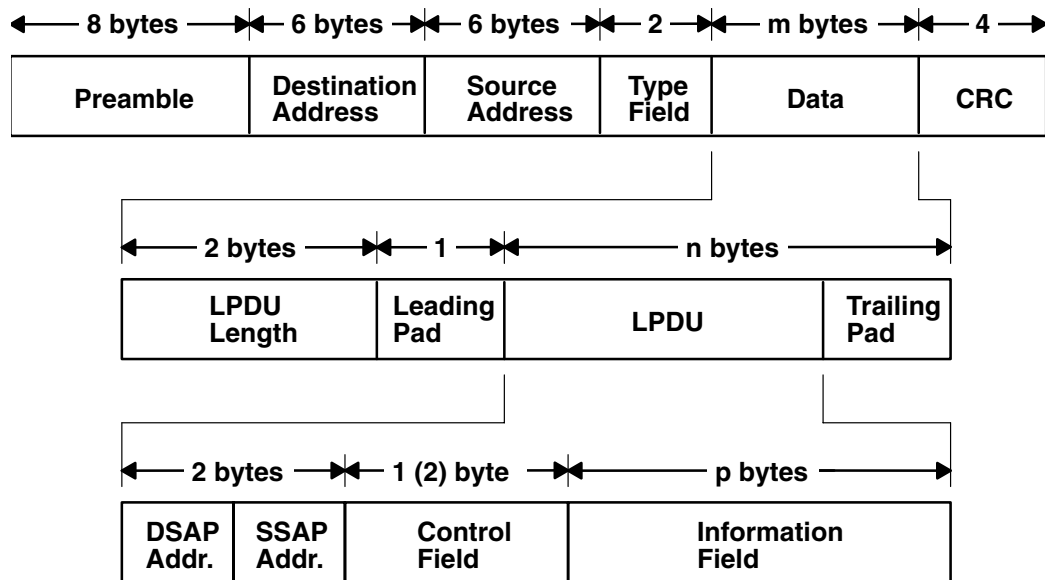 8 bytes 6 bytes 6 bytes 2 m bytes 4
Preamble Destination Address Source Address Type Field Data CRC
2 bytes 1 n bytes
LPDU Length Leading Pad LPDU Trailing Pad
2 bytes 1 (2) byte p bytes
DSAP Addr. SSAP Addr. Control Field Information Field